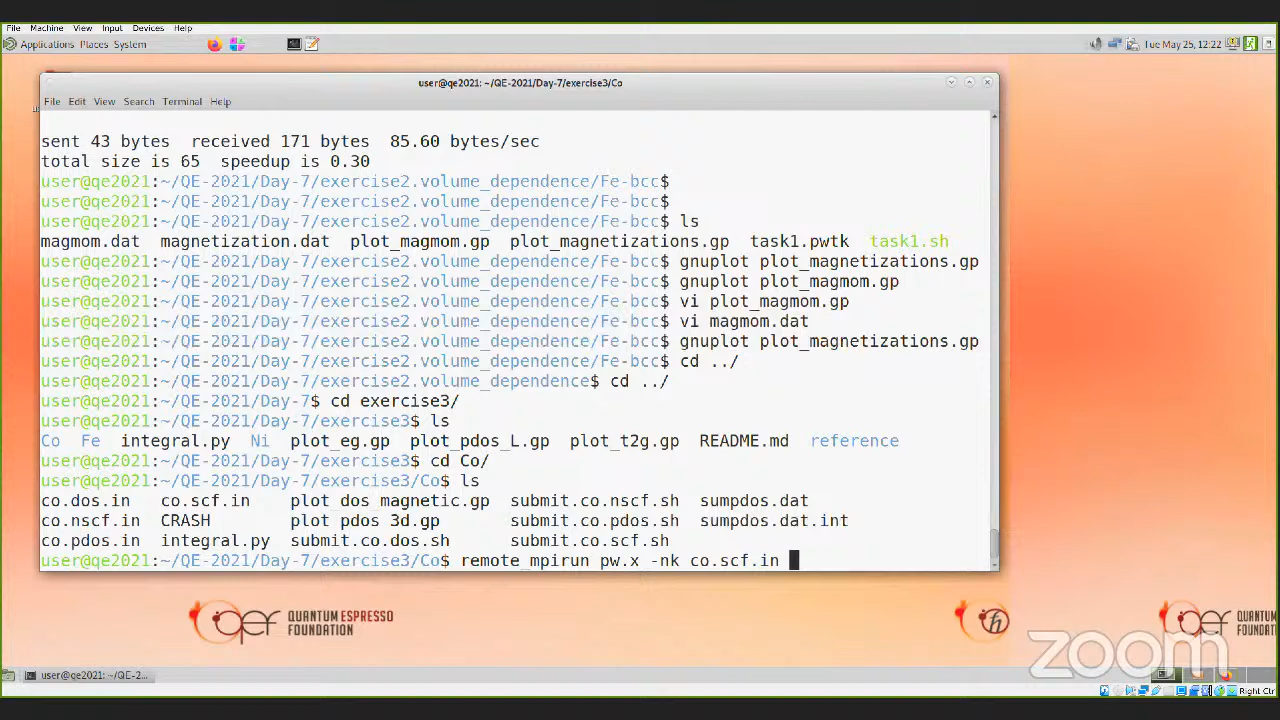 File Machine View Input Devices Help
Applications Places System
Tue May 25, 12:22
user@qe2021: ~/QE-2021/Day-7/exercise3/Co
File Edit View Search Terminal Help
sent 43 bytes  received 171 bytes  85.60 bytes/sec
total size is 65  speedup is 0.30
user@qe2021:~/QE-2021/Day-7/exercise2.volume_dependence/Fe-bcc$
user@qe2021:~/QE-2021/Day-7/exercise2.volume_dependence/Fe-bcc$
user@qe2021:~/QE-2021/Day-7/exercise2.volume_dependence/Fe-bcc$ ls
magmom.dat  magnetization.dat  plot_magmom.gp  plot_magnetizations.gp  task1.pwtk  task1.sh
user@qe2021:~/QE-2021/Day-7/exercise2.volume_dependence/Fe-bcc$ gnuplot plot_magnetizations.gp
user@qe2021:~/QE-2021/Day-7/exercise2.volume_dependence/Fe-bcc$ gnuplot plot_magmom.gp
user@qe2021:~/QE-2021/Day-7/exercise2.volume_dependence/Fe-bcc$ vi plot_magmom.gp
user@qe2021:~/QE-2021/Day-7/exercise2.volume_dependence/Fe-bcc$ vi magmom.dat
user@qe2021:~/QE-2021/Day-7/exercise2.volume_dependence/Fe-bcc$ gnuplot plot_magnetizations.gp
user@qe2021:~/QE-2021/Day-7/exercise2.volume_dependence/Fe-bcc$ cd ../
user@qe2021:~/QE-2021/Day-7/exercise2.volume_dependence$ cd ../
user@qe2021:~/QE-2021/Day-7$ cd exercise3/
user@qe2021:~/QE-2021/Day-7/exercise3$ ls
Co  Fe  integral.py  Ni  plot_eg.gp  plot_pdos_L.gp  plot_t2g.gp  README.md  reference
user@qe2021:~/QE-2021/Day-7/exercise3$ cd Co/
user@qe2021:~/QE-2021/Day-7/exercise3/Co$ ls
co.dos.in  co.scf.in  plot_dos_magnetic.gp  submit.co.nscf.sh  sumpdos.dat
co.nscf.in  CRASH  plot_pdos_3d.gp  submit.co.pdos.sh  sumpdos.dat.int
co.pdos.in  integral.py  submit.co.dos.sh  submit.co.scf.sh
user@qe2021:~/QE-2021/Day-7/exercise3/Co$ remote_mpirun pw.x -nk co.scf.in
QUANTUM ESPRESSO
FOUNDATION
QUANTUM
FOUNDAT
zoom
user@qe2021: ~/QE-2...
Right Ctrl